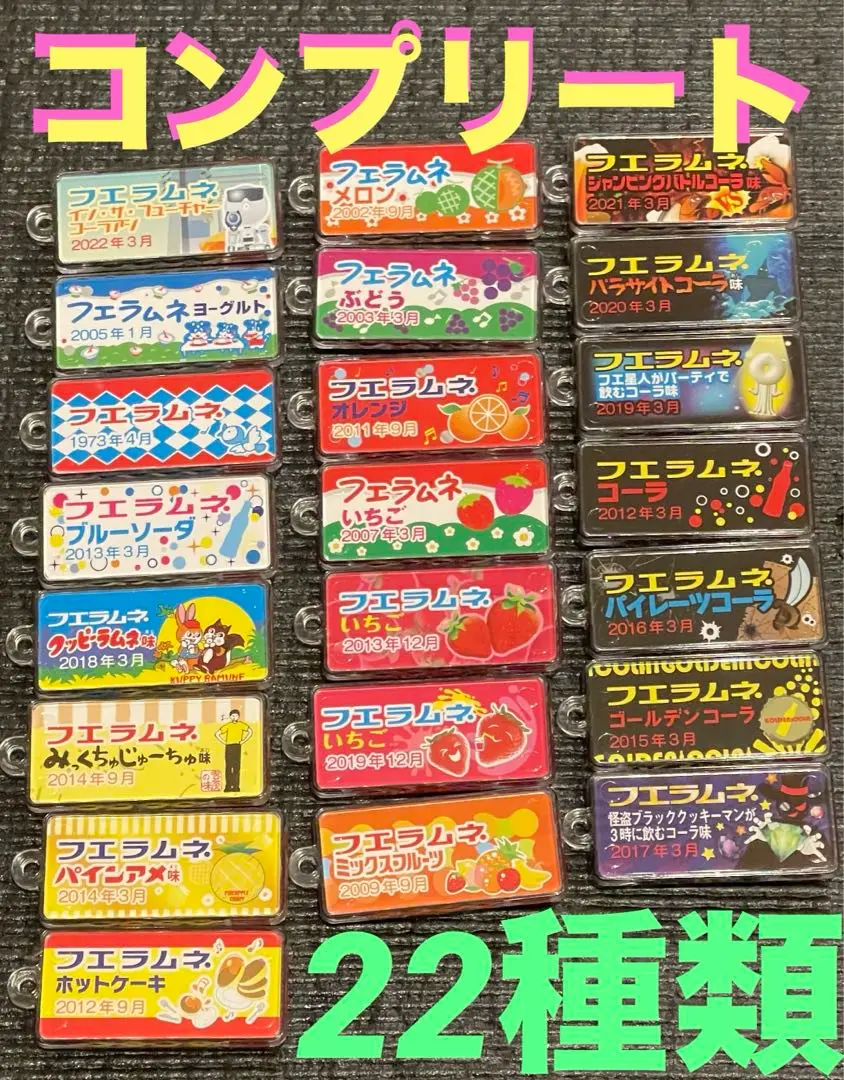 コンプリート
フエラムネ
イン・ザ・フューチャー
コーラアン
2022年3月
フエラムネ ヨーグルト
2005年1月
フエラムネ
1973年4月
フエラムネ
ブルーソーダ
2013年3月
フエラムネ
クッピーラムネ味
2018年3月
KUPPY RAMUNE
フエラムネ
みっくちゅじゅーちゅ味
2014年9月
フエラムネ
パインアメ味
2014年3月
PINEAPPLE
CANDY
フエラムネ
ホットケーキ
2012年9月
フエラムネ
メロン
2002年9月
フエラムネ
ぶどう
2003年3月
フエラムネ
オレンジ
2011年9月
フエラムネ
いちご
2007年3月
フエラムネ
いちご
2013年12月
フエラムネ
いちご
2019年12月
フエラムネ
ミックスフルーツ
2009年9月
フエラムネ
ジャンピングバトルコーラ味
2021年3月
VS
フエラムネ
パラサイトコーラ味
2020年3月
フエラムネ
フエ星人がパーティで
飲むコーラ味
2019年3月
フエラムネ
コーラ
2012年3月
フエラムネ
パイレーツコーラ
2016年3月
フエラムネ
ゴールデンコーラ
2015年3月
フエラムネ
怪盗ブラッククッキーマンが
3時に飲むコーラ味
2017年3月
22種類